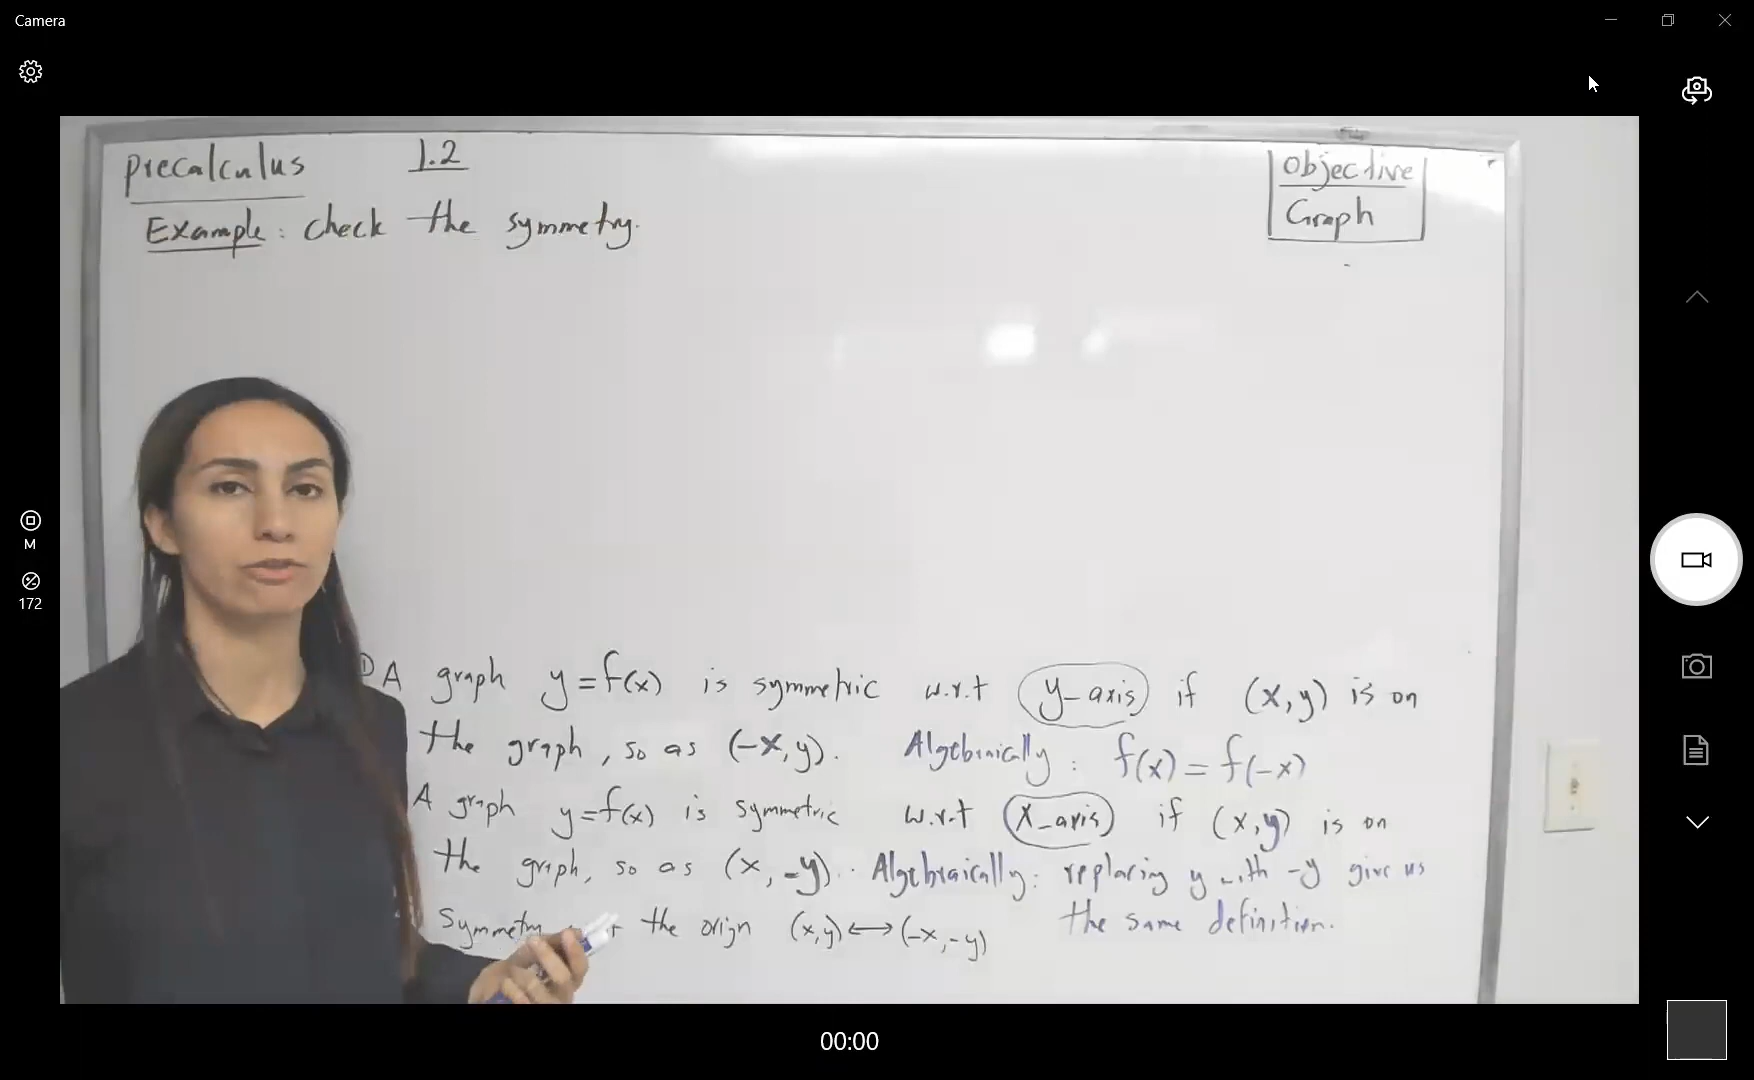 Camera
precalculus 1.2
Objective
Graph
Example: check the symmetry.
① A graph y=f(x) is symmetric w.r.t y-axis if (x,y) is on
the graph, so as (-x,y). Algebraically: f(x)=f(-x)
A graph y=f(x) is symmetric w.r.t x-axis if (x,y) is on
the graph, so as (x,-y). Algebraically: replacing y with -y give us
the same definition.
Symmetry the orign (x,y)⟷(-x,-y)
M
172
00:00